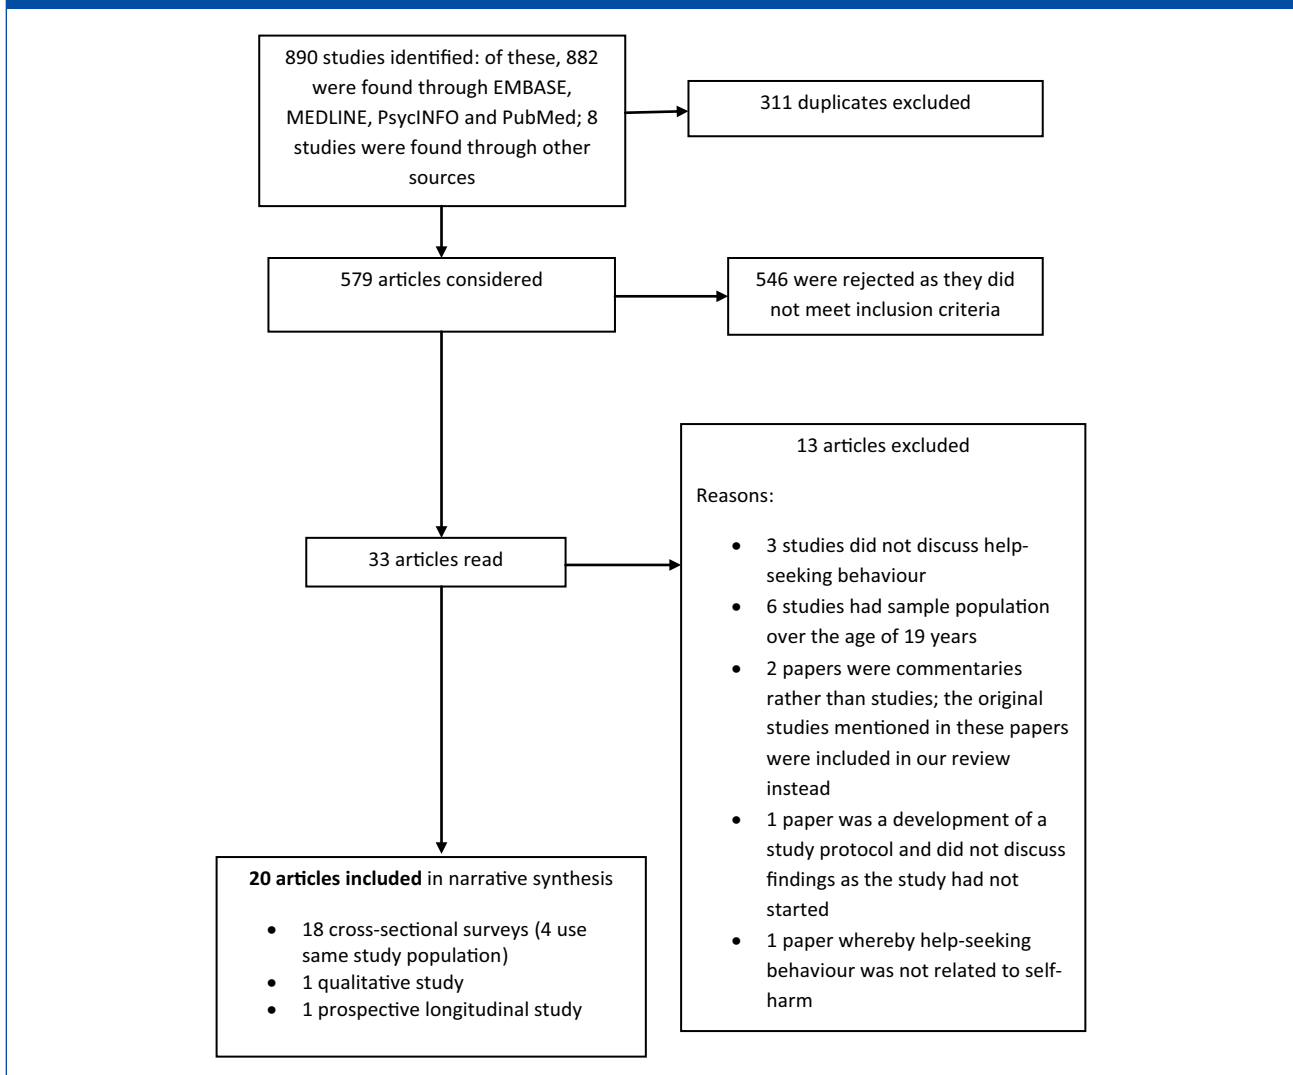 890 studies identified: of these, 882
were found through EMBASE,
MEDLINE, PsycINFO and PubMed; 8
studies were found through other
sources
311 duplicates excluded
579 articles considered
546 were rejected as they did
not meet inclusion criteria
33 articles read
13 articles excluded
Reasons:
• 3 studies did not discuss help-
seeking behaviour
• 6 studies had sample population
over the age of 19 years
• 2 papers were commentaries
rather than studies; the original
studies mentioned in these papers
were included in our review
instead
• 1 paper was a development of a
study protocol and did not discuss
findings as the study had not
started
• 1 paper whereby help-seeking
behaviour was not related to self-
harm
20 articles included in narrative synthesis
• 18 cross-sectional surveys (4 use
same study population)
• 1 qualitative study
• 1 prospective longitudinal study